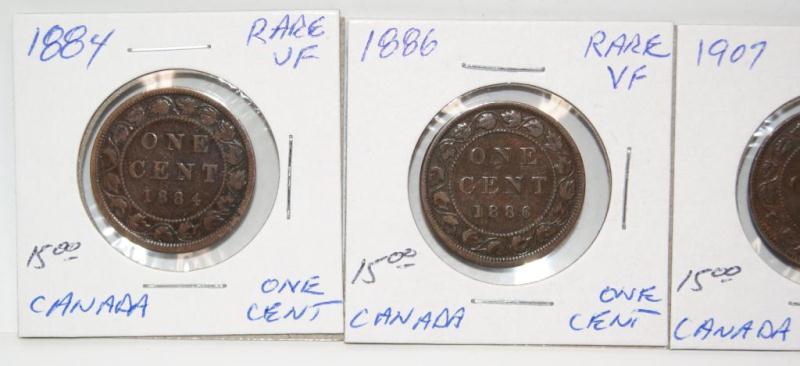 1884
RARE
VF
ONE
CENT
1884
15.00
CANADA
ONE
CENT
1886
RARE
VF
ONE
CENT
1886
15.00
CANADA
ONE
CENT
1907
15.00
CANADA